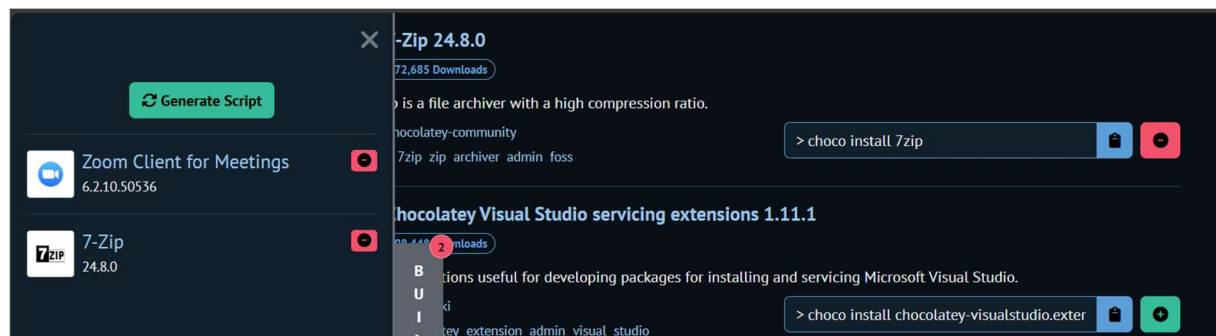 Generate Script
Zoom Client for Meetings
6.2.10.50536
7ZIP
7-Zip
24.8.0
-Zip 24.8.0
72,685 Downloads
is a file archiver with a high compression ratio.
hocolatey-community
7zip zip archiver admin foss
> choco install 7zip
hocolatey Visual Studio servicing extensions 1.11.1
2
tions useful for developing packages for installing and servicing Microsoft Visual Studio.
ki
tey extension admin visual studio
> choco install chocolatey-visualstudio.exter
B
U
I